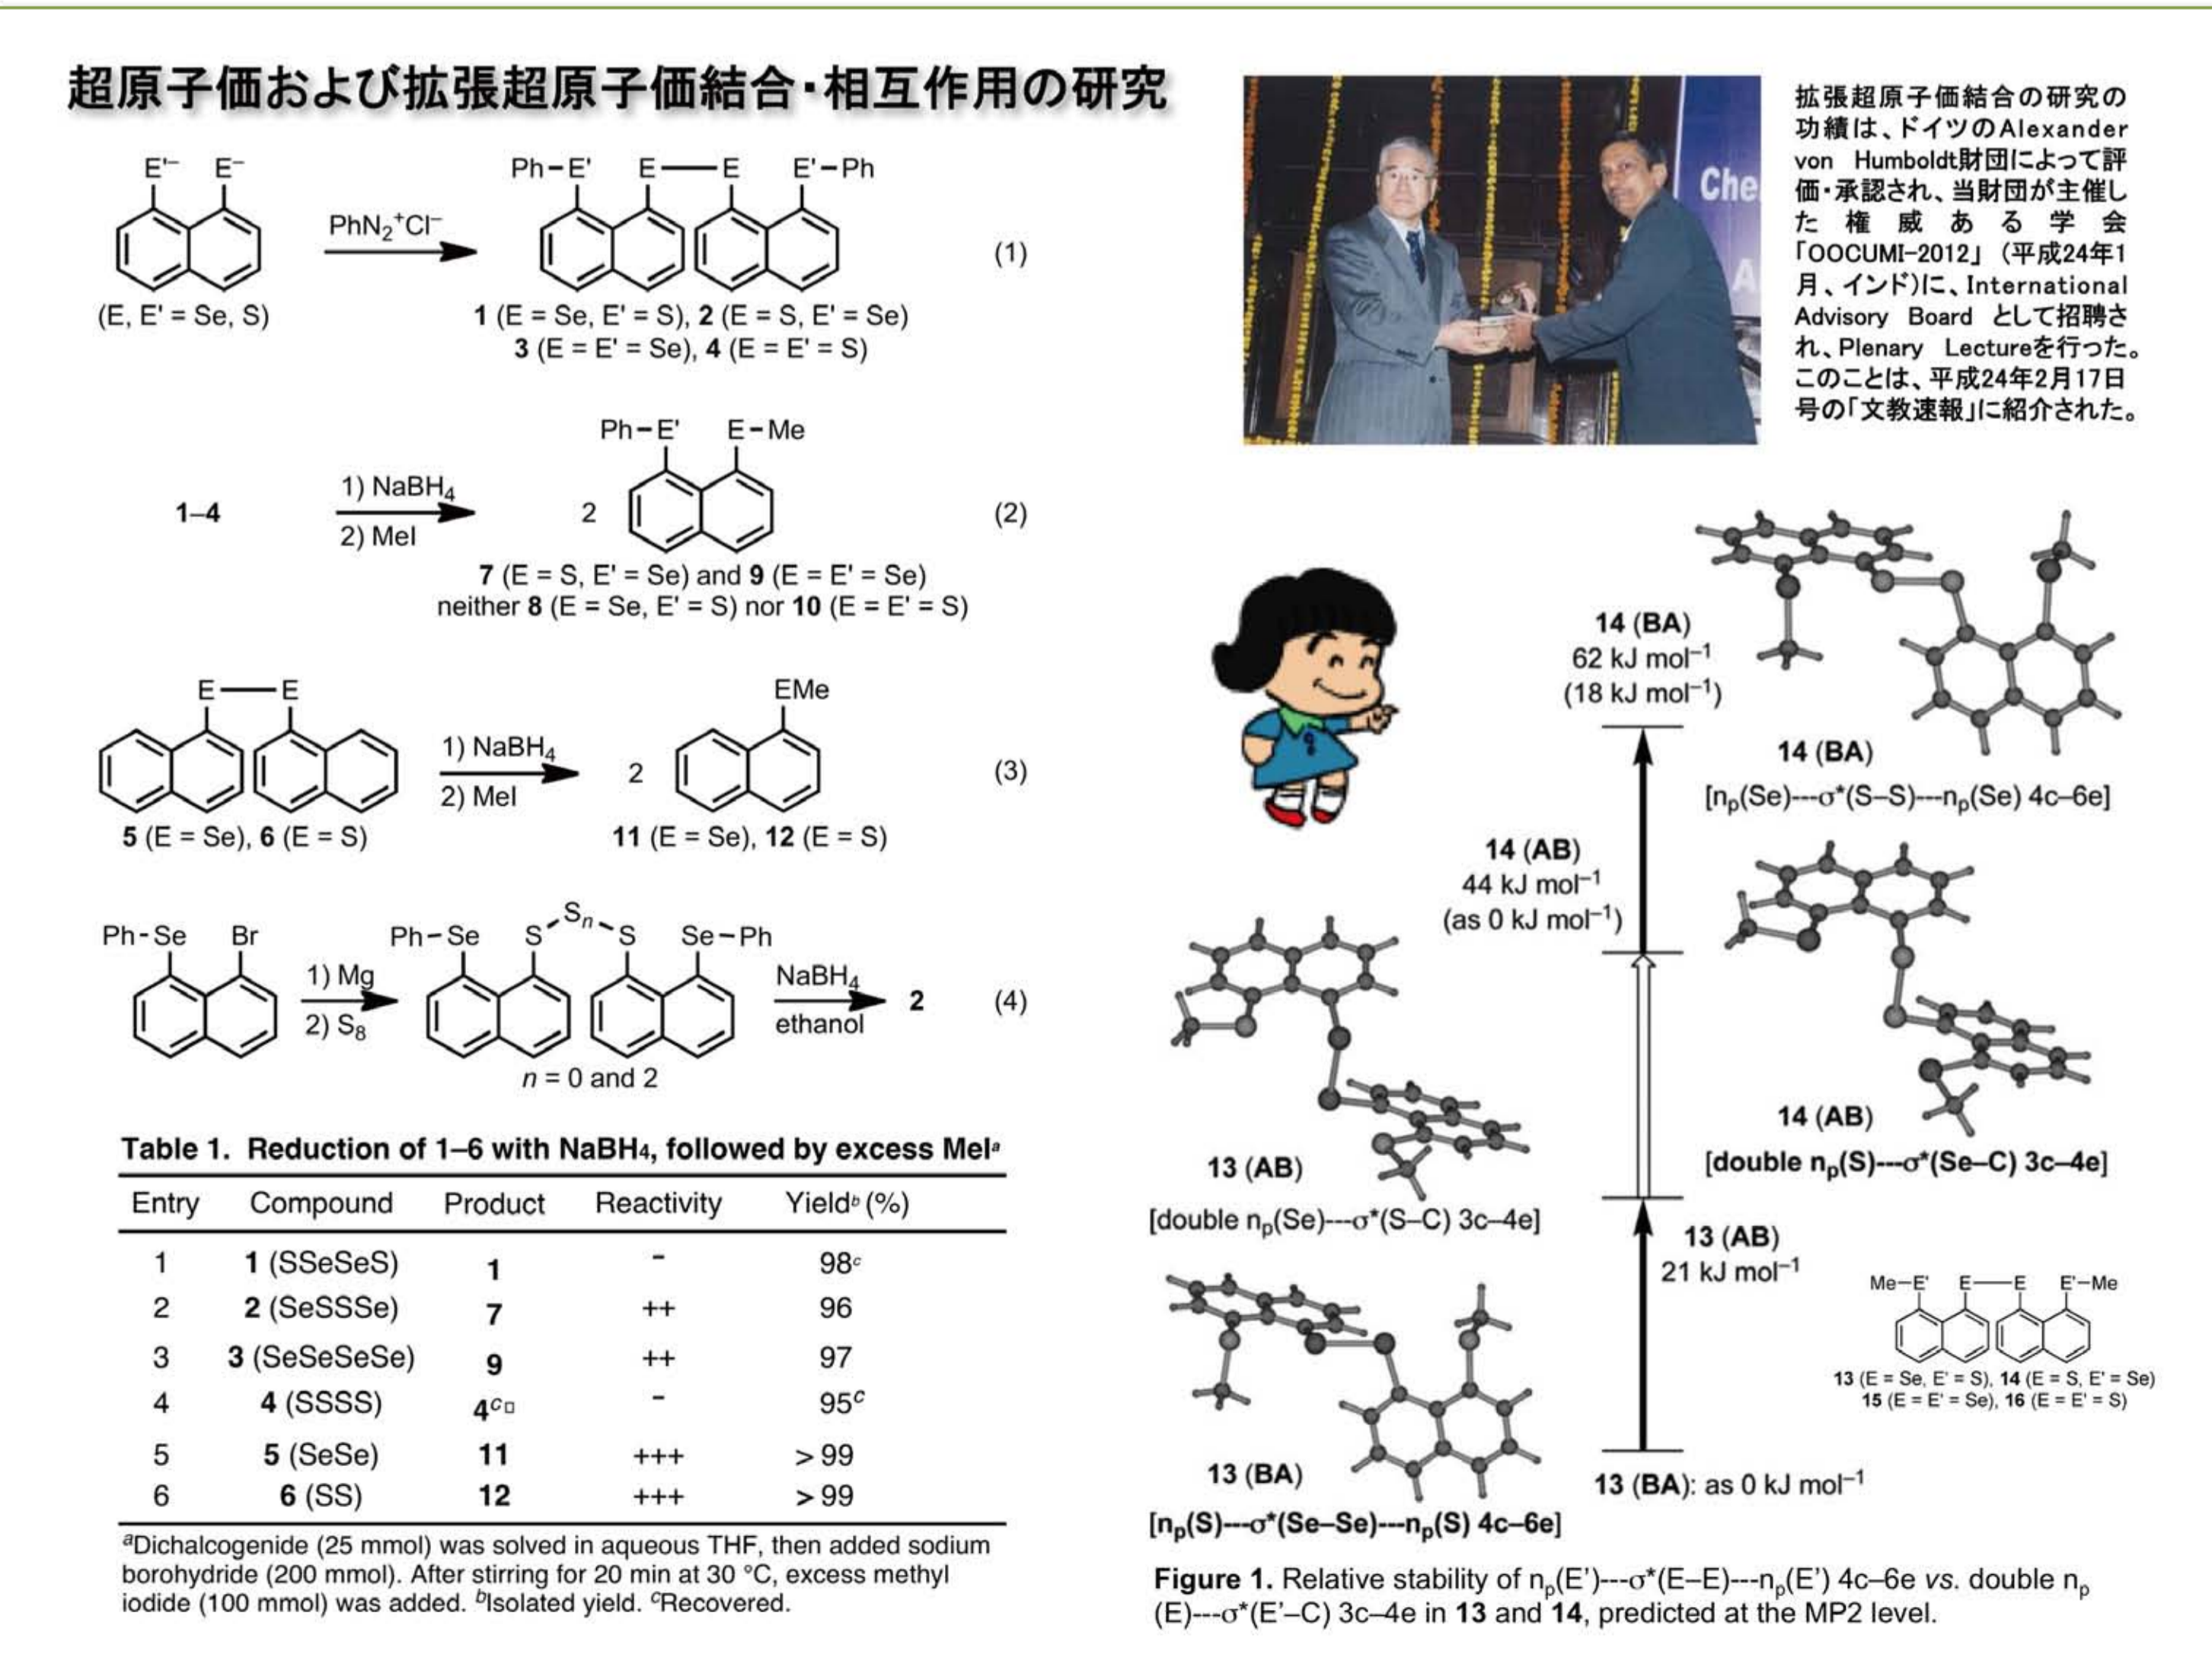 超原子価および拡張超原子価結合・相互作用の研究
E'– E–
(E, E' = Se, S)
PhN2+Cl–
Ph–E' E—E E'–Ph
(1)
1 (E = Se, E' = S), 2 (E = S, E' = Se)
3 (E = E' = Se), 4 (E = E' = S)
Ph–E' E–Me
1–4
1) NaBH4
2) MeI
2
(2)
7 (E = S, E' = Se) and 9 (E = E' = Se)
neither 8 (E = Se, E' = S) nor 10 (E = E' = S)
E—E
EMe
1) NaBH4
2) MeI
2
(3)
5 (E = Se), 6 (E = S)
11 (E = Se), 12 (E = S)
Ph-Se Br
1) Mg
2) S8
Ph–Se S Sn S Se–Ph
NaBH4
ethanol
2
(4)
n = 0 and 2
Table 1. Reduction of 1–6 with NaBH4, followed by excess MeIa
Entry Compound Product Reactivity Yieldb (%)
1 1 (SSeSeS) 1 - 98c
2 2 (SeSSSe) 7 ++ 96
3 3 (SeSeSeSe) 9 ++ 97
4 4 (SSSS) 4c□ - 95c
5 5 (SeSe) 11 +++ > 99
6 6 (SS) 12 +++ > 99
aDichalcogenide (25 mmol) was solved in aqueous THF, then added sodium
borohydride (200 mmol). After stirring for 20 min at 30 °C, excess methyl
iodide (100 mmol) was added. bIsolated yield. cRecovered.
Che
A
拡張超原子価結合の研究の
功績は、ドイツのAlexander
von Humboldt財団によって評
価・承認され、当財団が主催し
た権威ある学会
「OOCUMI-2012」（平成24年1
月、インド)に、International
Advisory Board として招聘さ
れ、Plenary Lectureを行った。
このことは、平成24年2月17日
号の「文教速報」に紹介された。
14 (BA)
62 kJ mol–1
(18 kJ mol–1)
14 (BA)
[np(Se)---σ*(S–S)---np(Se) 4c–6e]
14 (AB)
44 kJ mol–1
(as 0 kJ mol–1)
14 (AB)
[double np(S)---σ*(Se–C) 3c–4e]
13 (AB)
[double np(Se)---σ*(S–C) 3c–4e]
13 (AB)
21 kJ mol–1
Me–E' E—E E'–Me
13 (E = Se, E' = S), 14 (E = S, E' = Se)
15 (E = E' = Se), 16 (E = E' = S)
13 (BA)
[np(S)---σ*(Se–Se)---np(S) 4c–6e]
13 (BA): as 0 kJ mol–1
Figure 1. Relative stability of np(E')---σ*(E–E)---np(E') 4c–6e vs. double np
(E)---σ*(E'–C) 3c–4e in 13 and 14, predicted at the MP2 level.